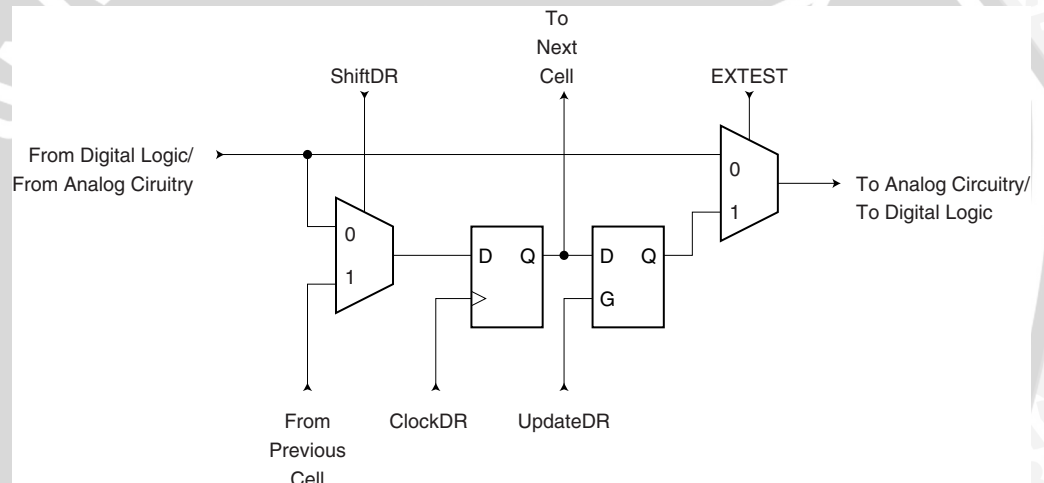 To
Next
Cell
ShiftDR
EXTEST
From Digital Logic/
From Analog Ciruitry
0
1
D Q
D Q
G
0
1
To Analog Circuitry/
To Digital Logic
From
Previous
Cell
ClockDR
UpdateDR